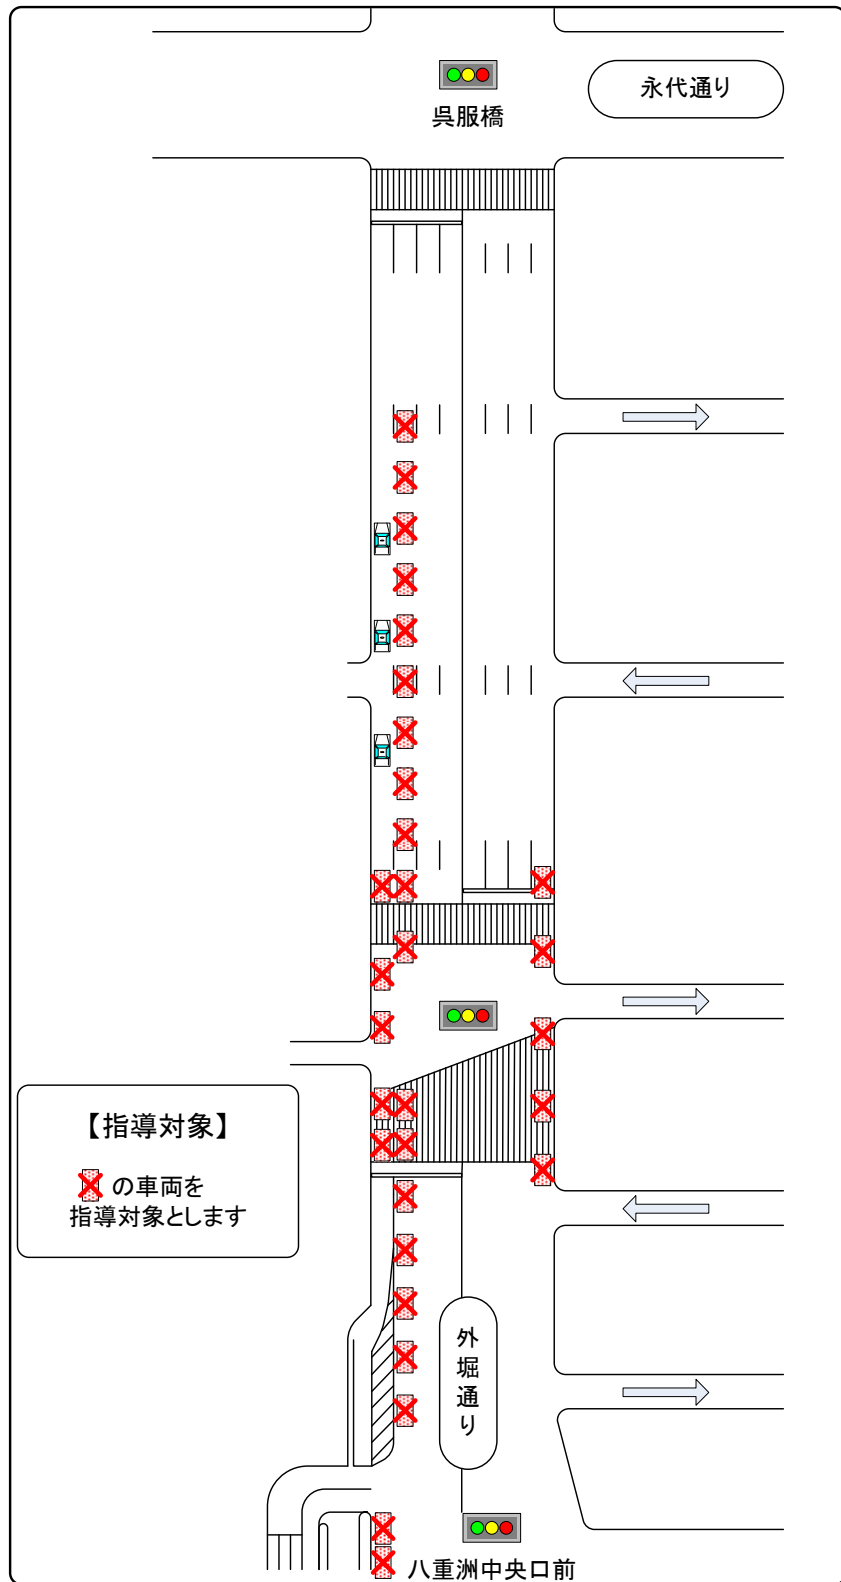 永代通り
呉服橋
【指導対象】
の車両を
指導対象とします
外堀通り
八重洲中央口前